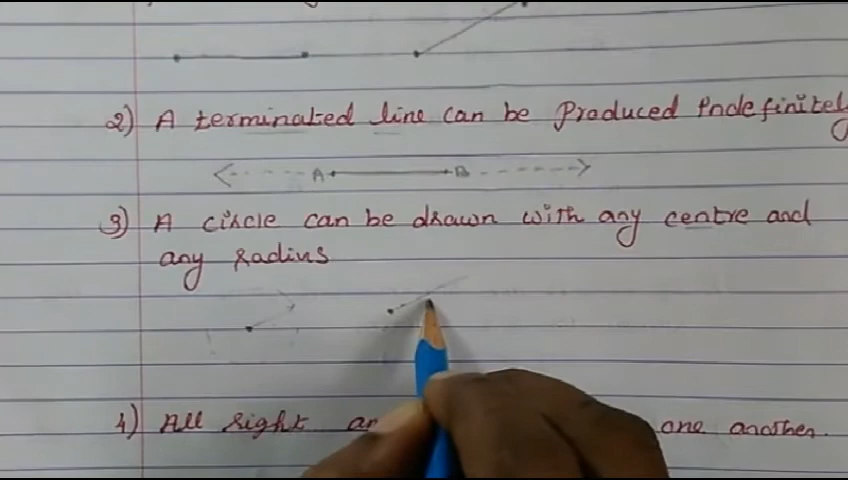 2) A terminated line can be Produced indefinitely
A B
3) A circle can be drawn with any centre and
any radius
4) All right one another.